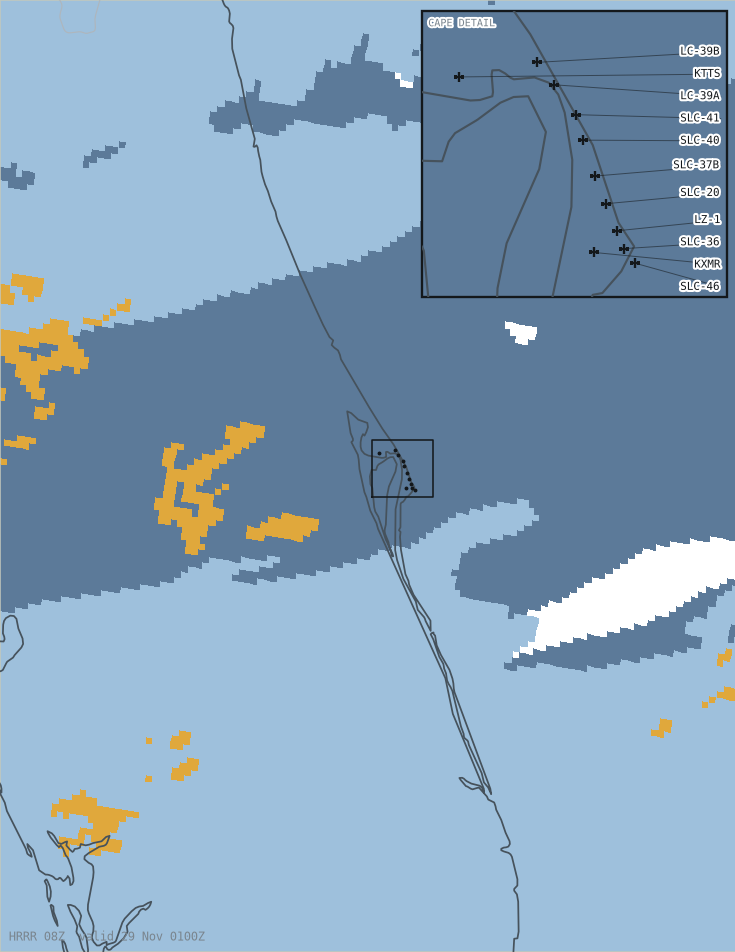 CAPE DETAIL
LC-39B
KTTS
LC-39A
SLC-41
SLC-40
SLC-37B
SLC-20
LZ-1
SLC-36
KXMR
SLC-46
HRRR 08Z valid 29 Nov 0100Z